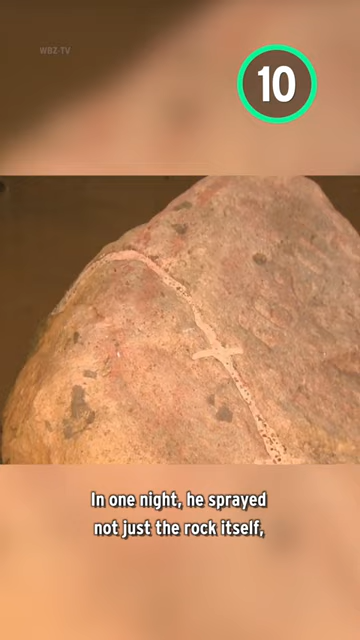 WBZ-TV
10
In one night, he sprayed
not just the rock itself,